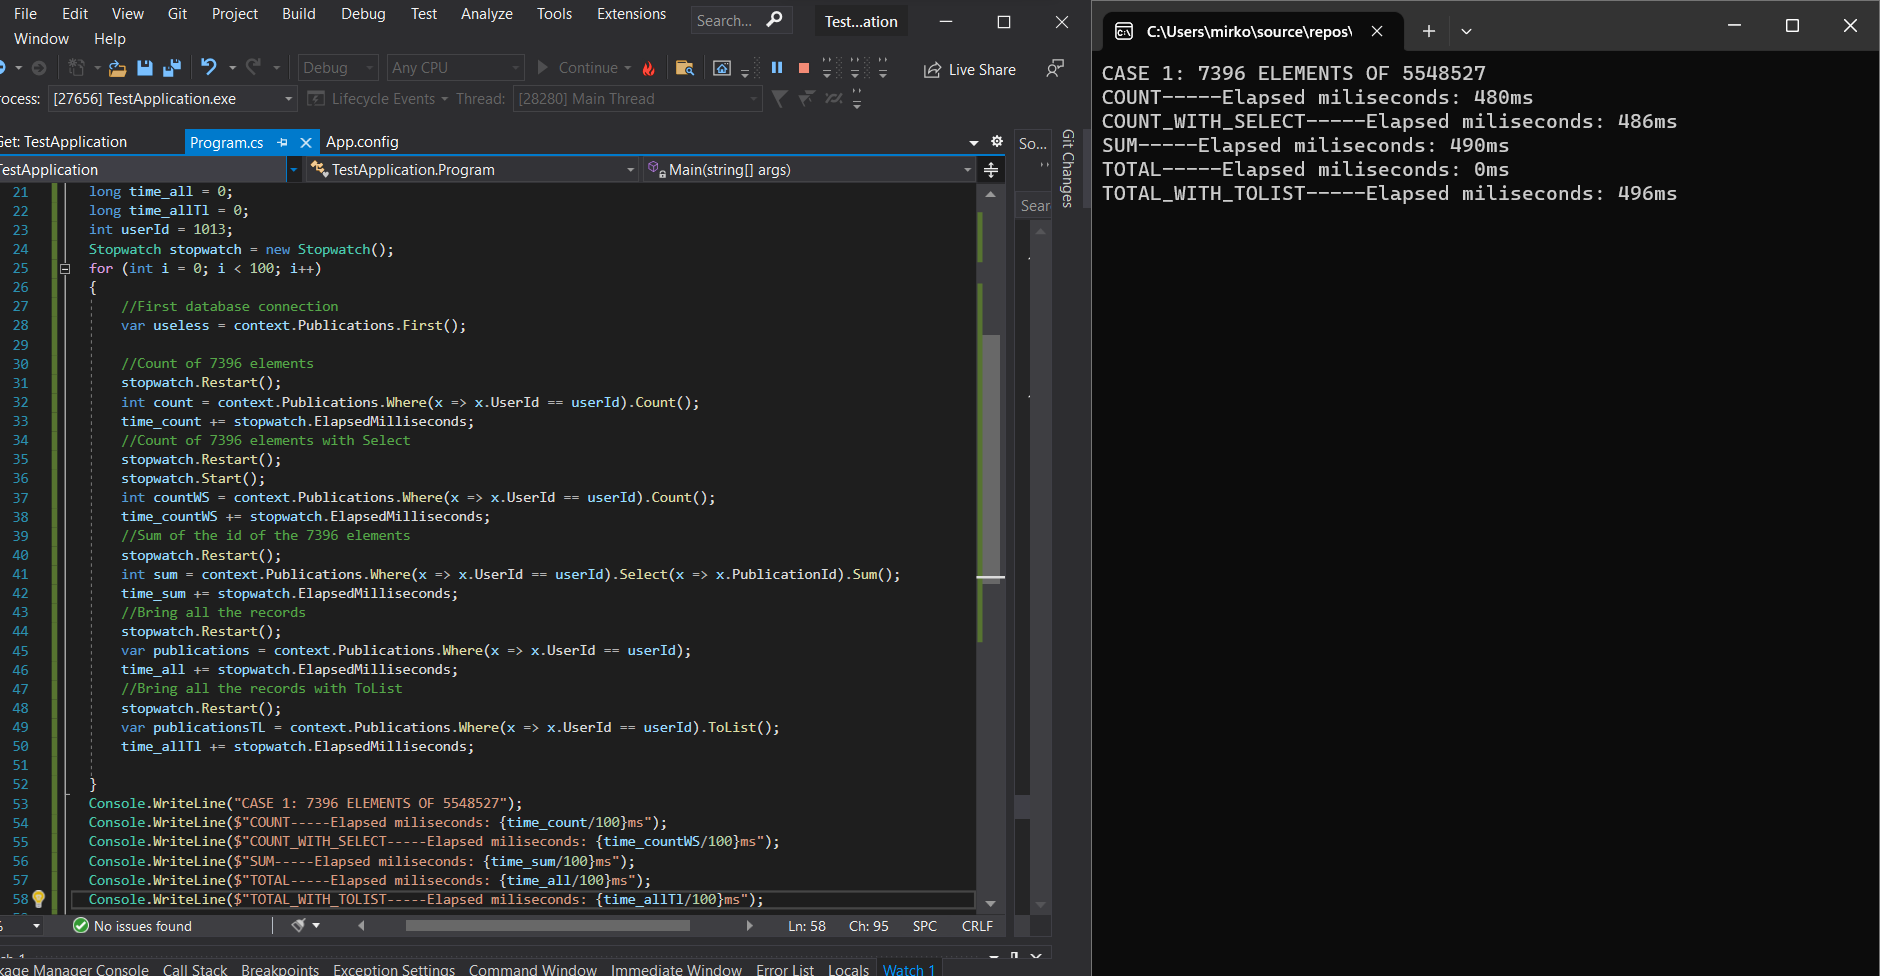 File Edit View Git Project Build Debug Test Analyze Tools Extensions Search... Test...ation
Window Help
Debug Any CPU Continue Live Share
ocess: [27656] TestApplication.exe Lifecycle Events Thread: [28280] Main Thread
Get: TestApplication Program.cs App.config So...
TestApplication TestApplication.Program Main(string[] args)
Git Changes
Sear
21 long time_all = 0;
22 long time_allTl = 0;
23 int userId = 1013;
24 Stopwatch stopwatch = new Stopwatch();
25 for (int i = 0; i < 100; i++)
26 {
27 //First database connection
28 var useless = context.Publications.First();
29
30 //Count of 7396 elements
31 stopwatch.Restart();
32 int count = context.Publications.Where(x => x.UserId == userId).Count();
33 time_count += stopwatch.ElapsedMilliseconds;
34 //Count of 7396 elements with Select
35 stopwatch.Restart();
36 stopwatch.Start();
37 int countWS = context.Publications.Where(x => x.UserId == userId).Count();
38 time_countWS += stopwatch.ElapsedMilliseconds;
39 //Sum of the id of the 7396 elements
40 stopwatch.Restart();
41 int sum = context.Publications.Where(x => x.UserId == userId).Select(x => x.PublicationId).Sum();
42 time_sum += stopwatch.ElapsedMilliseconds;
43 //Bring all the records
44 stopwatch.Restart();
45 var publications = context.Publications.Where(x => x.UserId == userId);
46 time_all += stopwatch.ElapsedMilliseconds;
47 //Bring all the records with ToList
48 stopwatch.Restart();
49 var publicationsTL = context.Publications.Where(x => x.UserId == userId).ToList();
50 time_allTl += stopwatch.ElapsedMilliseconds;
51
52 }
53 Console.WriteLine("CASE 1: 7396 ELEMENTS OF 5548527");
54 Console.WriteLine($"COUNT-----Elapsed miliseconds: {time_count/100}ms");
55 Console.WriteLine($"COUNT_WITH_SELECT-----Elapsed miliseconds: {time_countWS/100}ms");
56 Console.WriteLine($"SUM-----Elapsed miliseconds: {time_sum/100}ms");
57 Console.WriteLine($"TOTAL-----Elapsed miliseconds: {time_all/100}ms");
58 Console.WriteLine($"TOTAL_WITH_TOLIST-----Elapsed miliseconds: {time_allTl/100}ms");
No issues found Ln: 58 Ch: 95 SPC CRLF
kage Manager Console Call Stack Breakpoints Exception Settings Command Window Immediate Window Error List Locals Watch 1
C:\Users\mirko\source\repos\
CASE 1: 7396 ELEMENTS OF 5548527
COUNT-----Elapsed miliseconds: 480ms
COUNT_WITH_SELECT-----Elapsed miliseconds: 486ms
SUM-----Elapsed miliseconds: 490ms
TOTAL-----Elapsed miliseconds: 0ms
TOTAL_WITH_TOLIST-----Elapsed miliseconds: 496ms